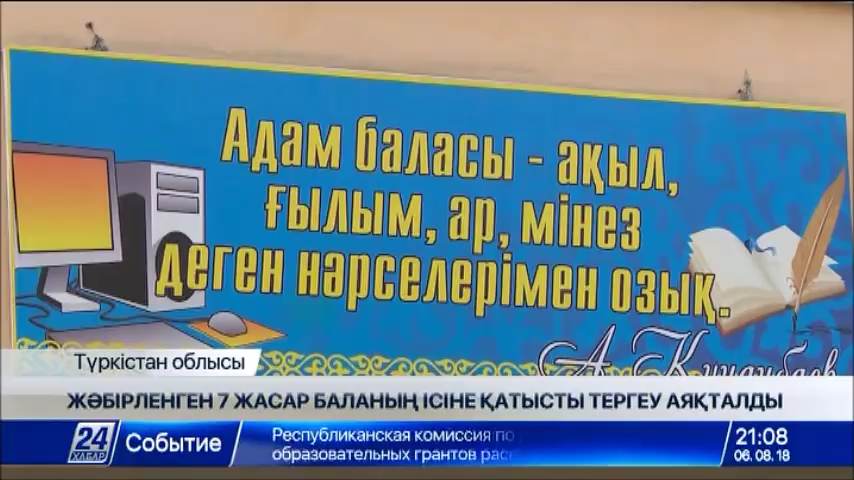 Адам баласы - ақыл,
ғылым, ар, мінез
деген нәрселерімен озық.
А. Құнанбаев
Түркістан облысы
ЖӘБІРЛЕНГЕН 7 ЖАСАР БАЛАНЫҢ ІСІНЕ ҚАТЫСТЫ ТЕРГЕУ АЯҚТАЛДЫ
24
ХАБАР
Событие
Республиканская комиссия по
образовательных грантов рас
21:08
06.08.18